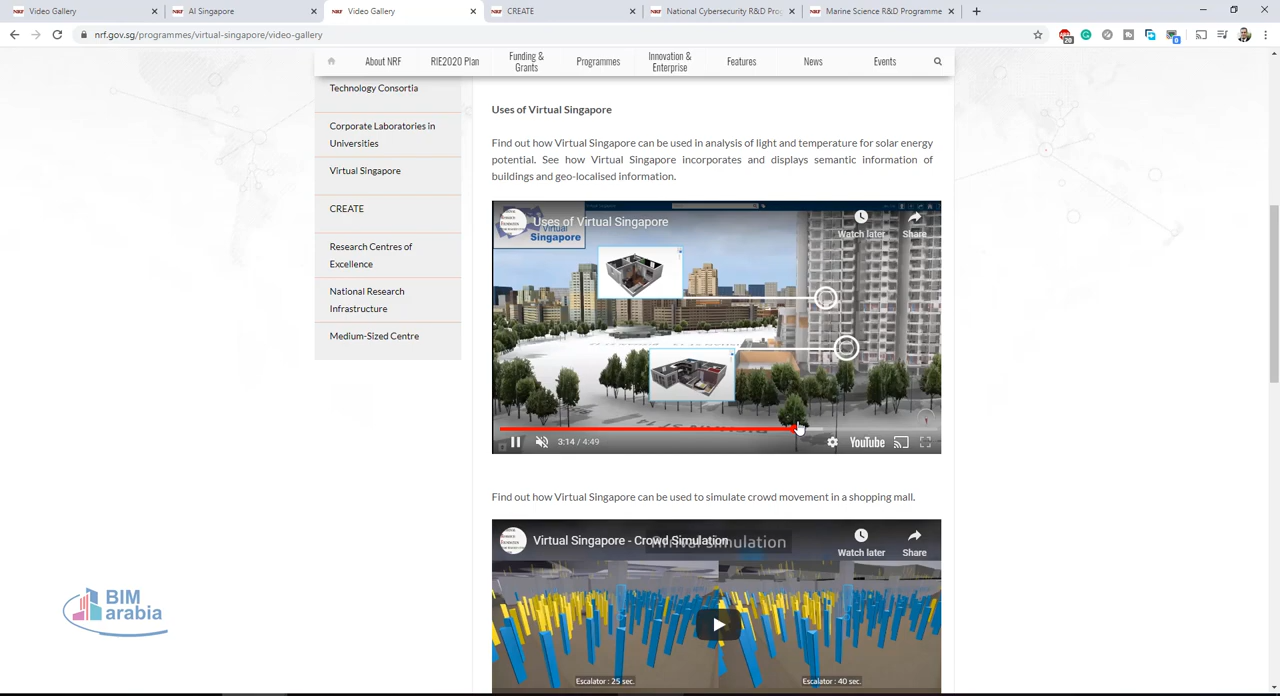 Video Gallery
AI Singapore
Video Gallery
CREATE
National Cybersecurity R&D Prog
Marine Science R&D Programme
nrf.gov.sg/programmes/virtual-singapore/video-gallery
About NRF
RIE2020 Plan
Funding &
Grants
Programmes
Innovation &
Enterprise
Features
News
Events
Technology Consortia
Corporate Laboratories in
Universities
Virtual Singapore
CREATE
Research Centres of
Excellence
National Research
Infrastructure
Medium-Sized Centre
Uses of Virtual Singapore
Find out how Virtual Singapore can be used in analysis of light and temperature for solar energy
potential. See how Virtual Singapore incorporates and displays semantic information of
buildings and geo-localised information.
Uses of Virtual Singapore
Watch later
Share
Virtual
Singapore
3:14 / 4:49
YouTube
Find out how Virtual Singapore can be used to simulate crowd movement in a shopping mall.
Virtual Singapore - Crowd Simulation
Watch later
Share
Escalator : 25 sec.
Escalator : 40 sec.
BIM
arabia